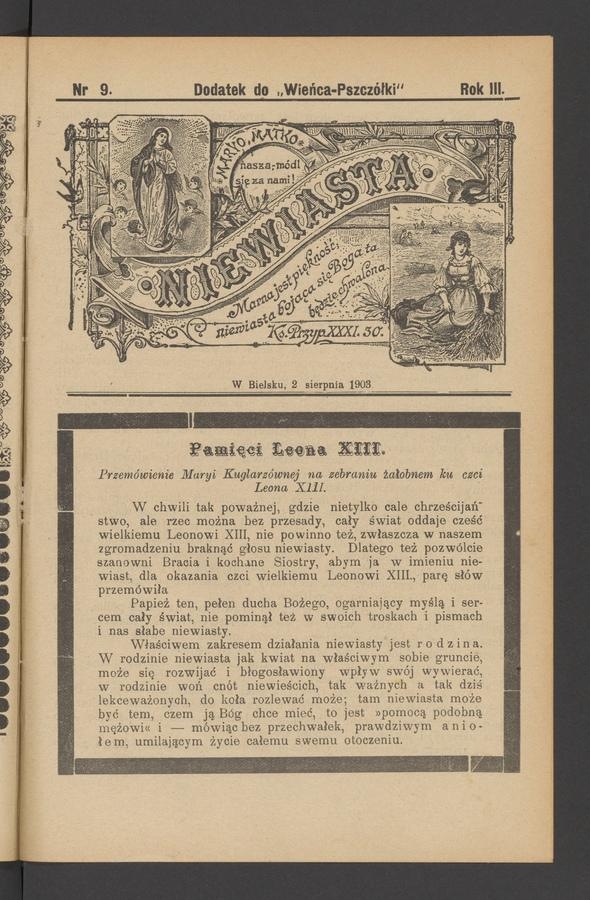 Nr 9. Dodatek do „Wieńca-Pszczółki“ Rok III.
MARYO, MATKO
nasza, módl
się za nami!
NIEWIASTA
Marna jest piękność;
niewiasta bojąca się Boga ta
będzie chwalona.
Ks. Przyp. XXXI. 30.
W Bielsku, 2 sierpnia 1903
Pamięci Leona XIII.
Przemówienie Maryi Kuglarzównej na zebraniu żałobnem ku czci
Leona XIII.
W chwili tak poważnej, gdzie nietylko całe chrześcijań-
stwo, ale rzec można bez przesady, cały świat oddaje cześć
wielkiemu Leonowi XIII, nie powinno też, zwłaszcza w naszem
zgromadzeniu braknąć głosu niewiasty. Dlatego też pozwólcie
szanowni Bracia i kochane Siostry, abym ja w imieniu nie-
wiast, dla okazania czci wielkiemu Leonowi XIII., parę słów
przemówiła
Papież ten, pełen ducha Bożego, ogarniający myślą i ser-
cem cały świat, nie pominął też w swoich troskach i pismach
i nas słabe niewiasty.
Właściwem zakresem działania niewiasty jest rodzina.
W rodzinie niewiasta jak kwiat na właściwym sobie gruncie,
może się rozwijać i błogosławiony wpływ swój wywierać,
w rodzinie woń cnót niewieścich, tak ważnych a tak dziś
lekceważonych, do koła rozlewać może; tam niewiasta może
być tem, czem ją Bóg chce mieć, to jest »pomocą podobną
mężowi« i — mówiąc bez przechwałek, prawdziwym anio-
łem, umilającym życie całemu swemu otoczeniu.